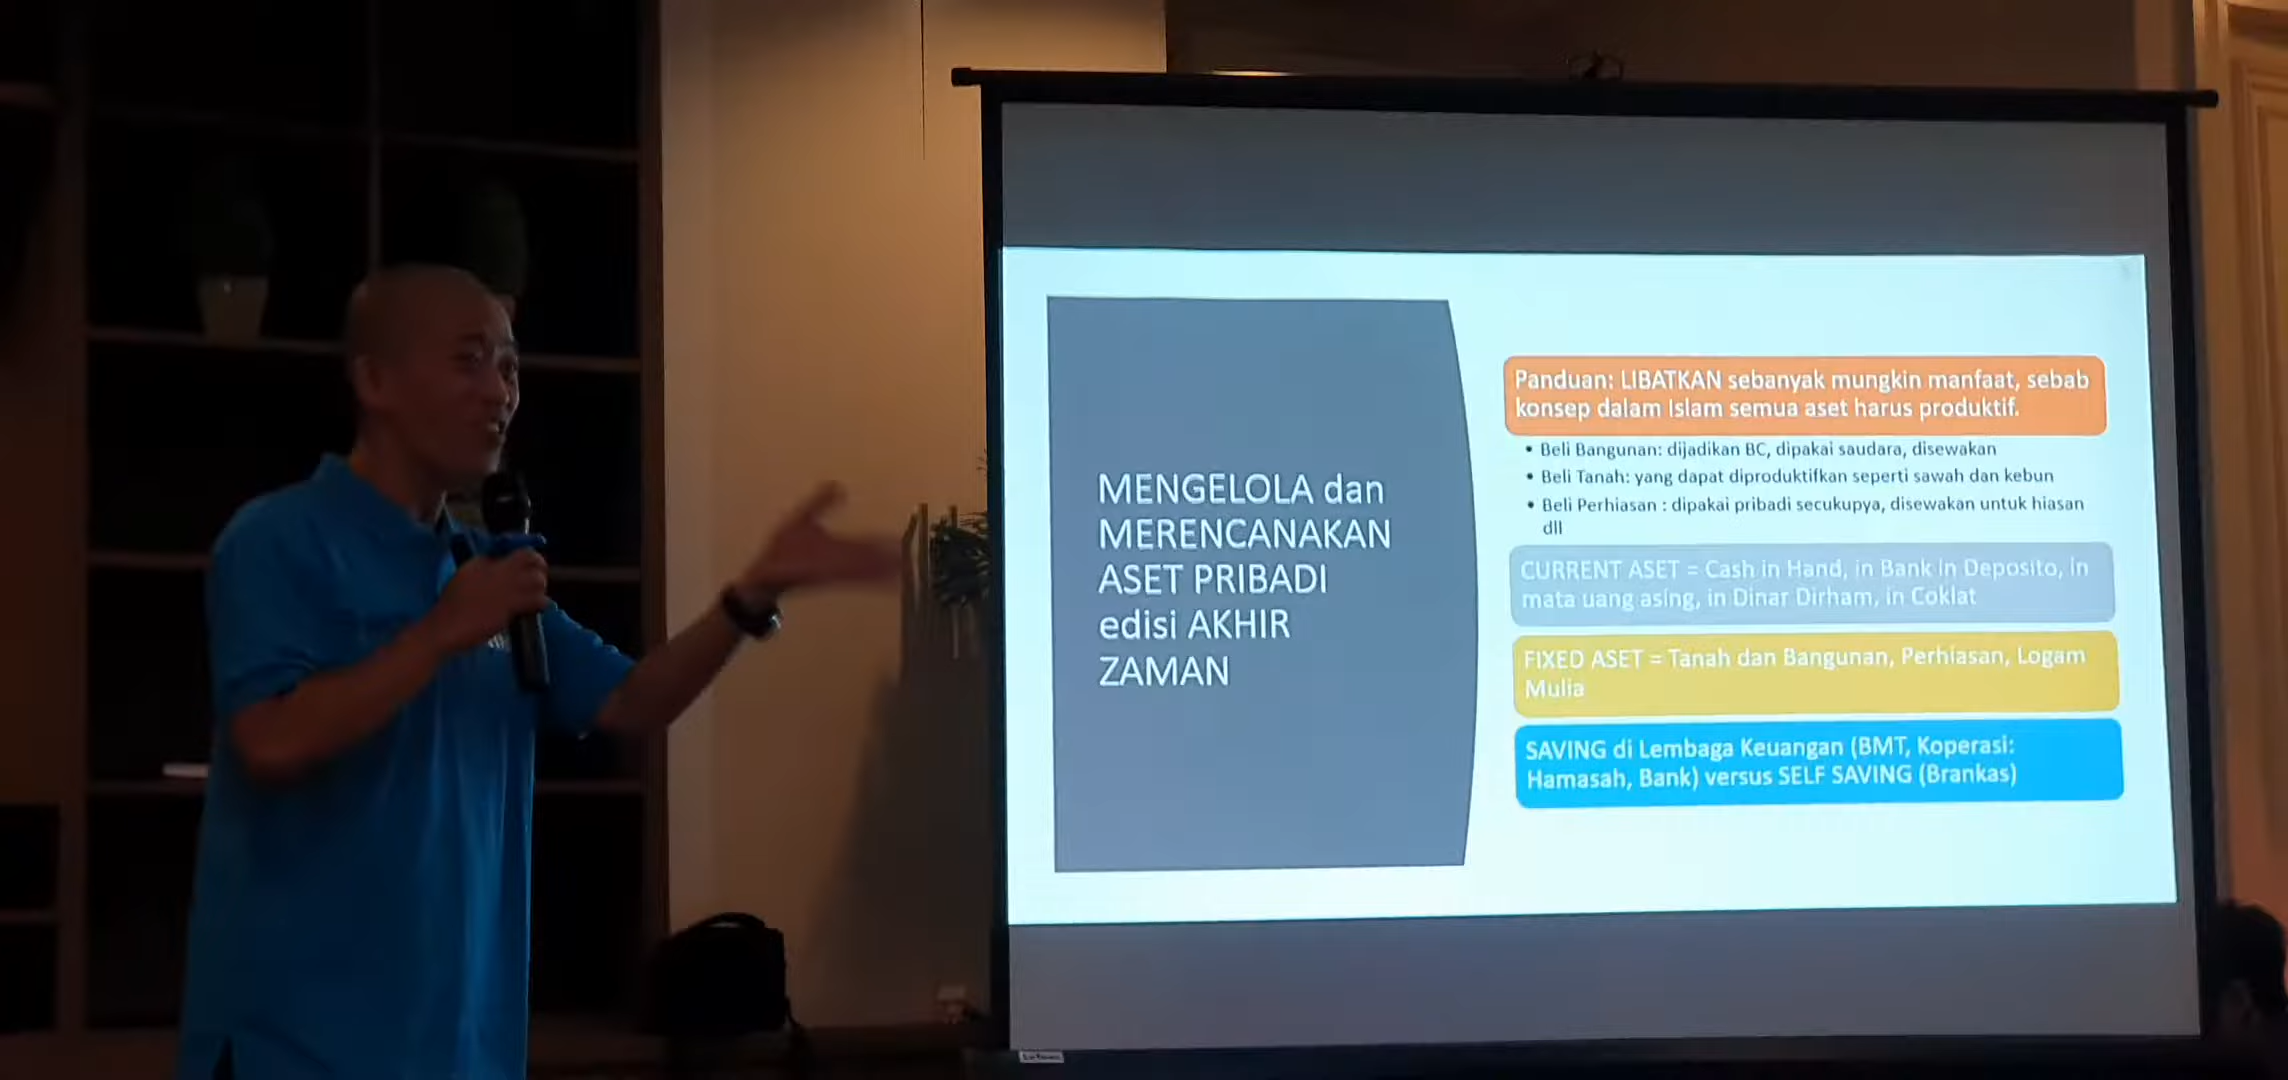 MENGELOLA dan
MERENCANAKAN
ASET PRIBADI
edisi AKHIR
ZAMAN
Panduan: LIBATKAN sebanyak mungkin manfaat, sebab
konsep dalam Islam semua aset harus produktif.
• Beli Bangunan: dijadikan BC, dipakai saudara, disewakan
• Beli Tanah: yang dapat diproduktifkan seperti sawah dan kebun
• Beli Perhiasan : dipakai pribadi secukupya, disewakan untuk hiasan
dll
CURRENT ASET = Cash in Hand, in Bank in Deposito, in
mata uang asing, in Dinar Dirham, in Coklat
FIXED ASET = Tanah dan Bangunan, Perhiasan, Logam
Mulia
SAVING di Lembaga Keuangan (BMT, Koperasi:
Hamasah, Bank) versus SELF SAVING (Brankas)